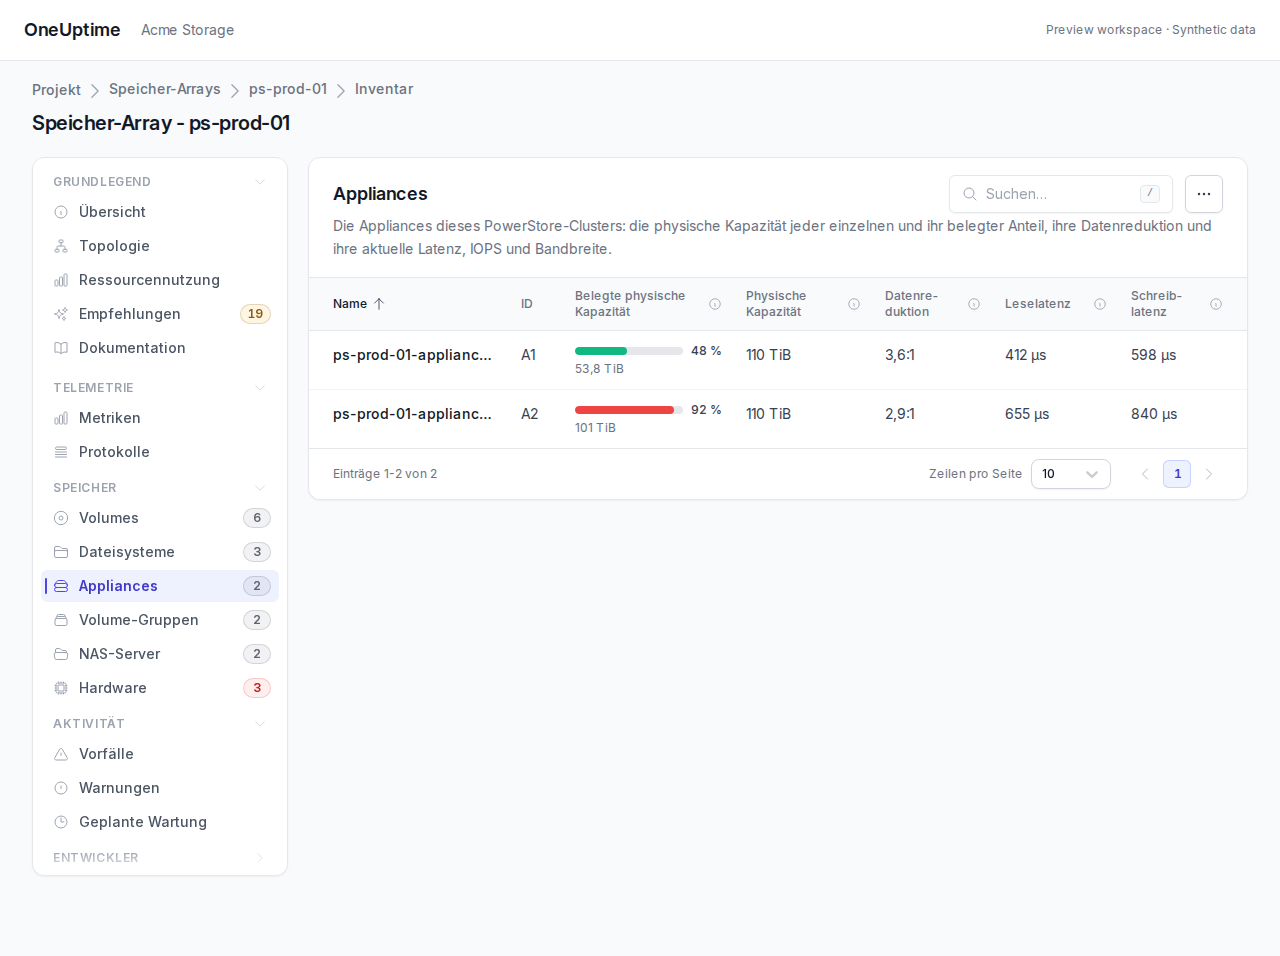 OneUptime
Acme Storage
Preview workspace · Synthetic data
Projekt
Speicher-Arrays
ps-prod-01
Inventar
Speicher-Array - ps-prod-01
GRUNDLEGEND
Übersicht
Topologie
Ressourcennutzung
Empfehlungen 19
Dokumentation
TELEMETRIE
Metriken
Protokolle
SPEICHER
Volumes 6
Dateisysteme 3
Appliances 2
Volume-Gruppen 2
NAS-Server 2
Hardware 3
AKTIVITÄT
Vorfälle
Warnungen
Geplante Wartung
ENTWICKLER
Appliances
Suchen... /
Die Appliances dieses PowerStore-Clusters: die physische Kapazität jeder einzelnen und ihr belegter Anteil, ihre Datenreduktion und
ihre aktuelle Latenz, IOPS und Bandbreite.
Name
ID
Belegte physische
Kapazität
Physische
Kapazität
Datenre-
duktion
Leselatenz
Schreib-
latenz
ps-prod-01-applianc... A1 48 % 110 TiB 3,6:1 412 µs 598 µs
53,8 TiB
ps-prod-01-applianc... A2 92 % 110 TiB 2,9:1 655 µs 840 µs
101 TiB
Einträge 1-2 von 2
Zeilen pro Seite 10 1